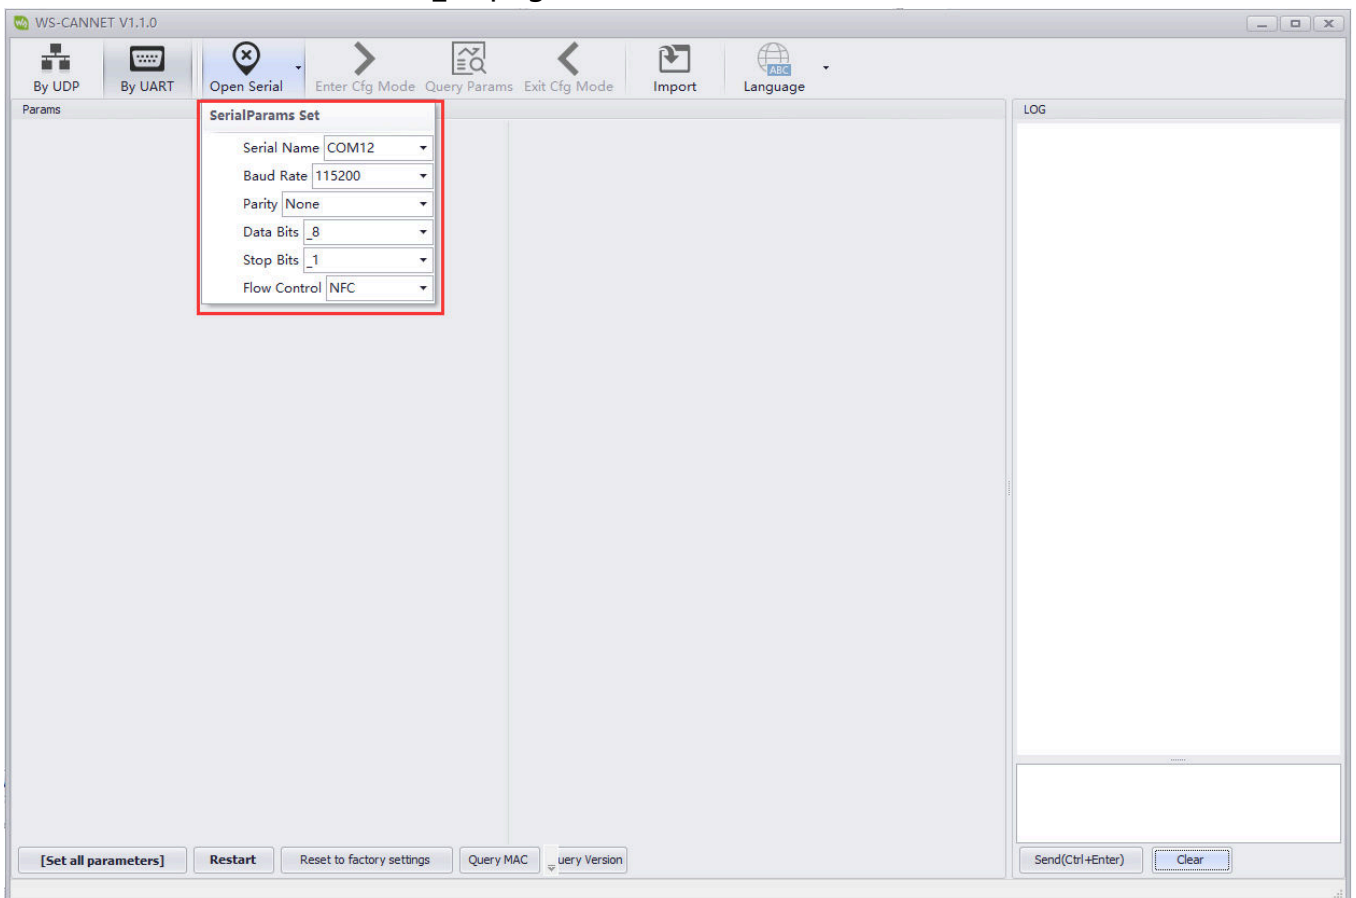 WS-CANNET V1.1.0
By UDP By UART Open Serial Enter Cfg Mode Query Params Exit Cfg Mode Import ABC Language
Params
LOG
SerialParams Set
Serial Name COM12
Baud Rate 115200
Parity None
Data Bits _8
Stop Bits _1
Flow Control NFC
[Set all parameters] Restart Reset to factory settings Query MAC uery Version
Send(Ctrl+Enter) Clear